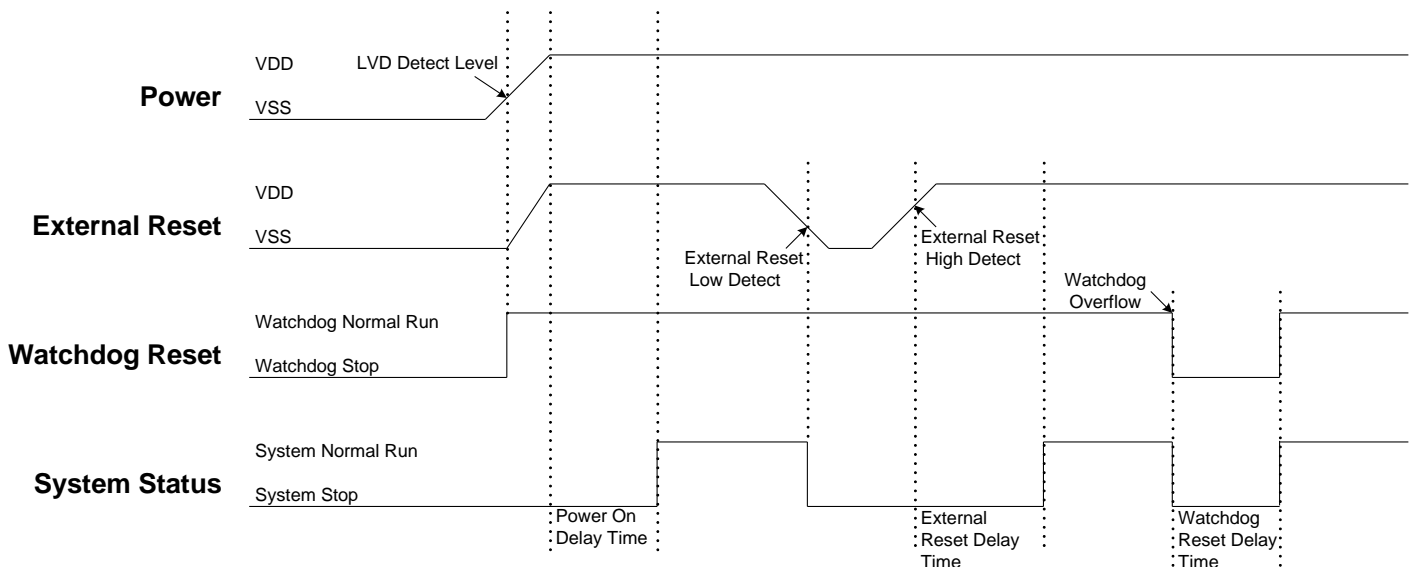 VDD
LVD Detect Level
Power
VSS
VDD
External Reset
VSS
External Reset
Low Detect
External Reset
High Detect
Watchdog
Overflow
Watchdog Normal Run
Watchdog Reset
Watchdog Stop
System Normal Run
System Status
System Stop
Power On
Delay Time
External
Reset Delay
Time
Watchdog
Reset Delay
Time